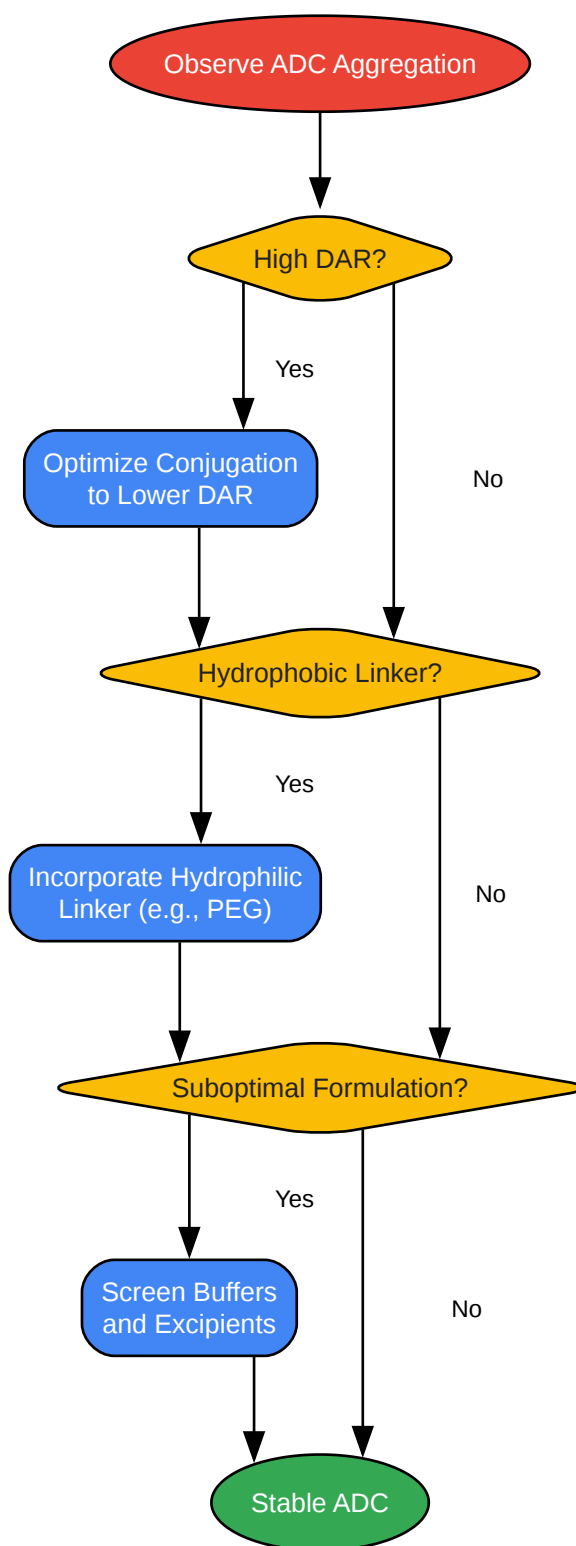 Observe ADC Aggregation
High DAR?
Yes
Optimize Conjugation
to Lower DAR
No
Hydrophobic Linker?
Yes
Incorporate Hydrophilic
Linker (e.g., PEG)
No
Suboptimal Formulation?
Yes
Screen Buffers
and Excipients
No
Stable ADC